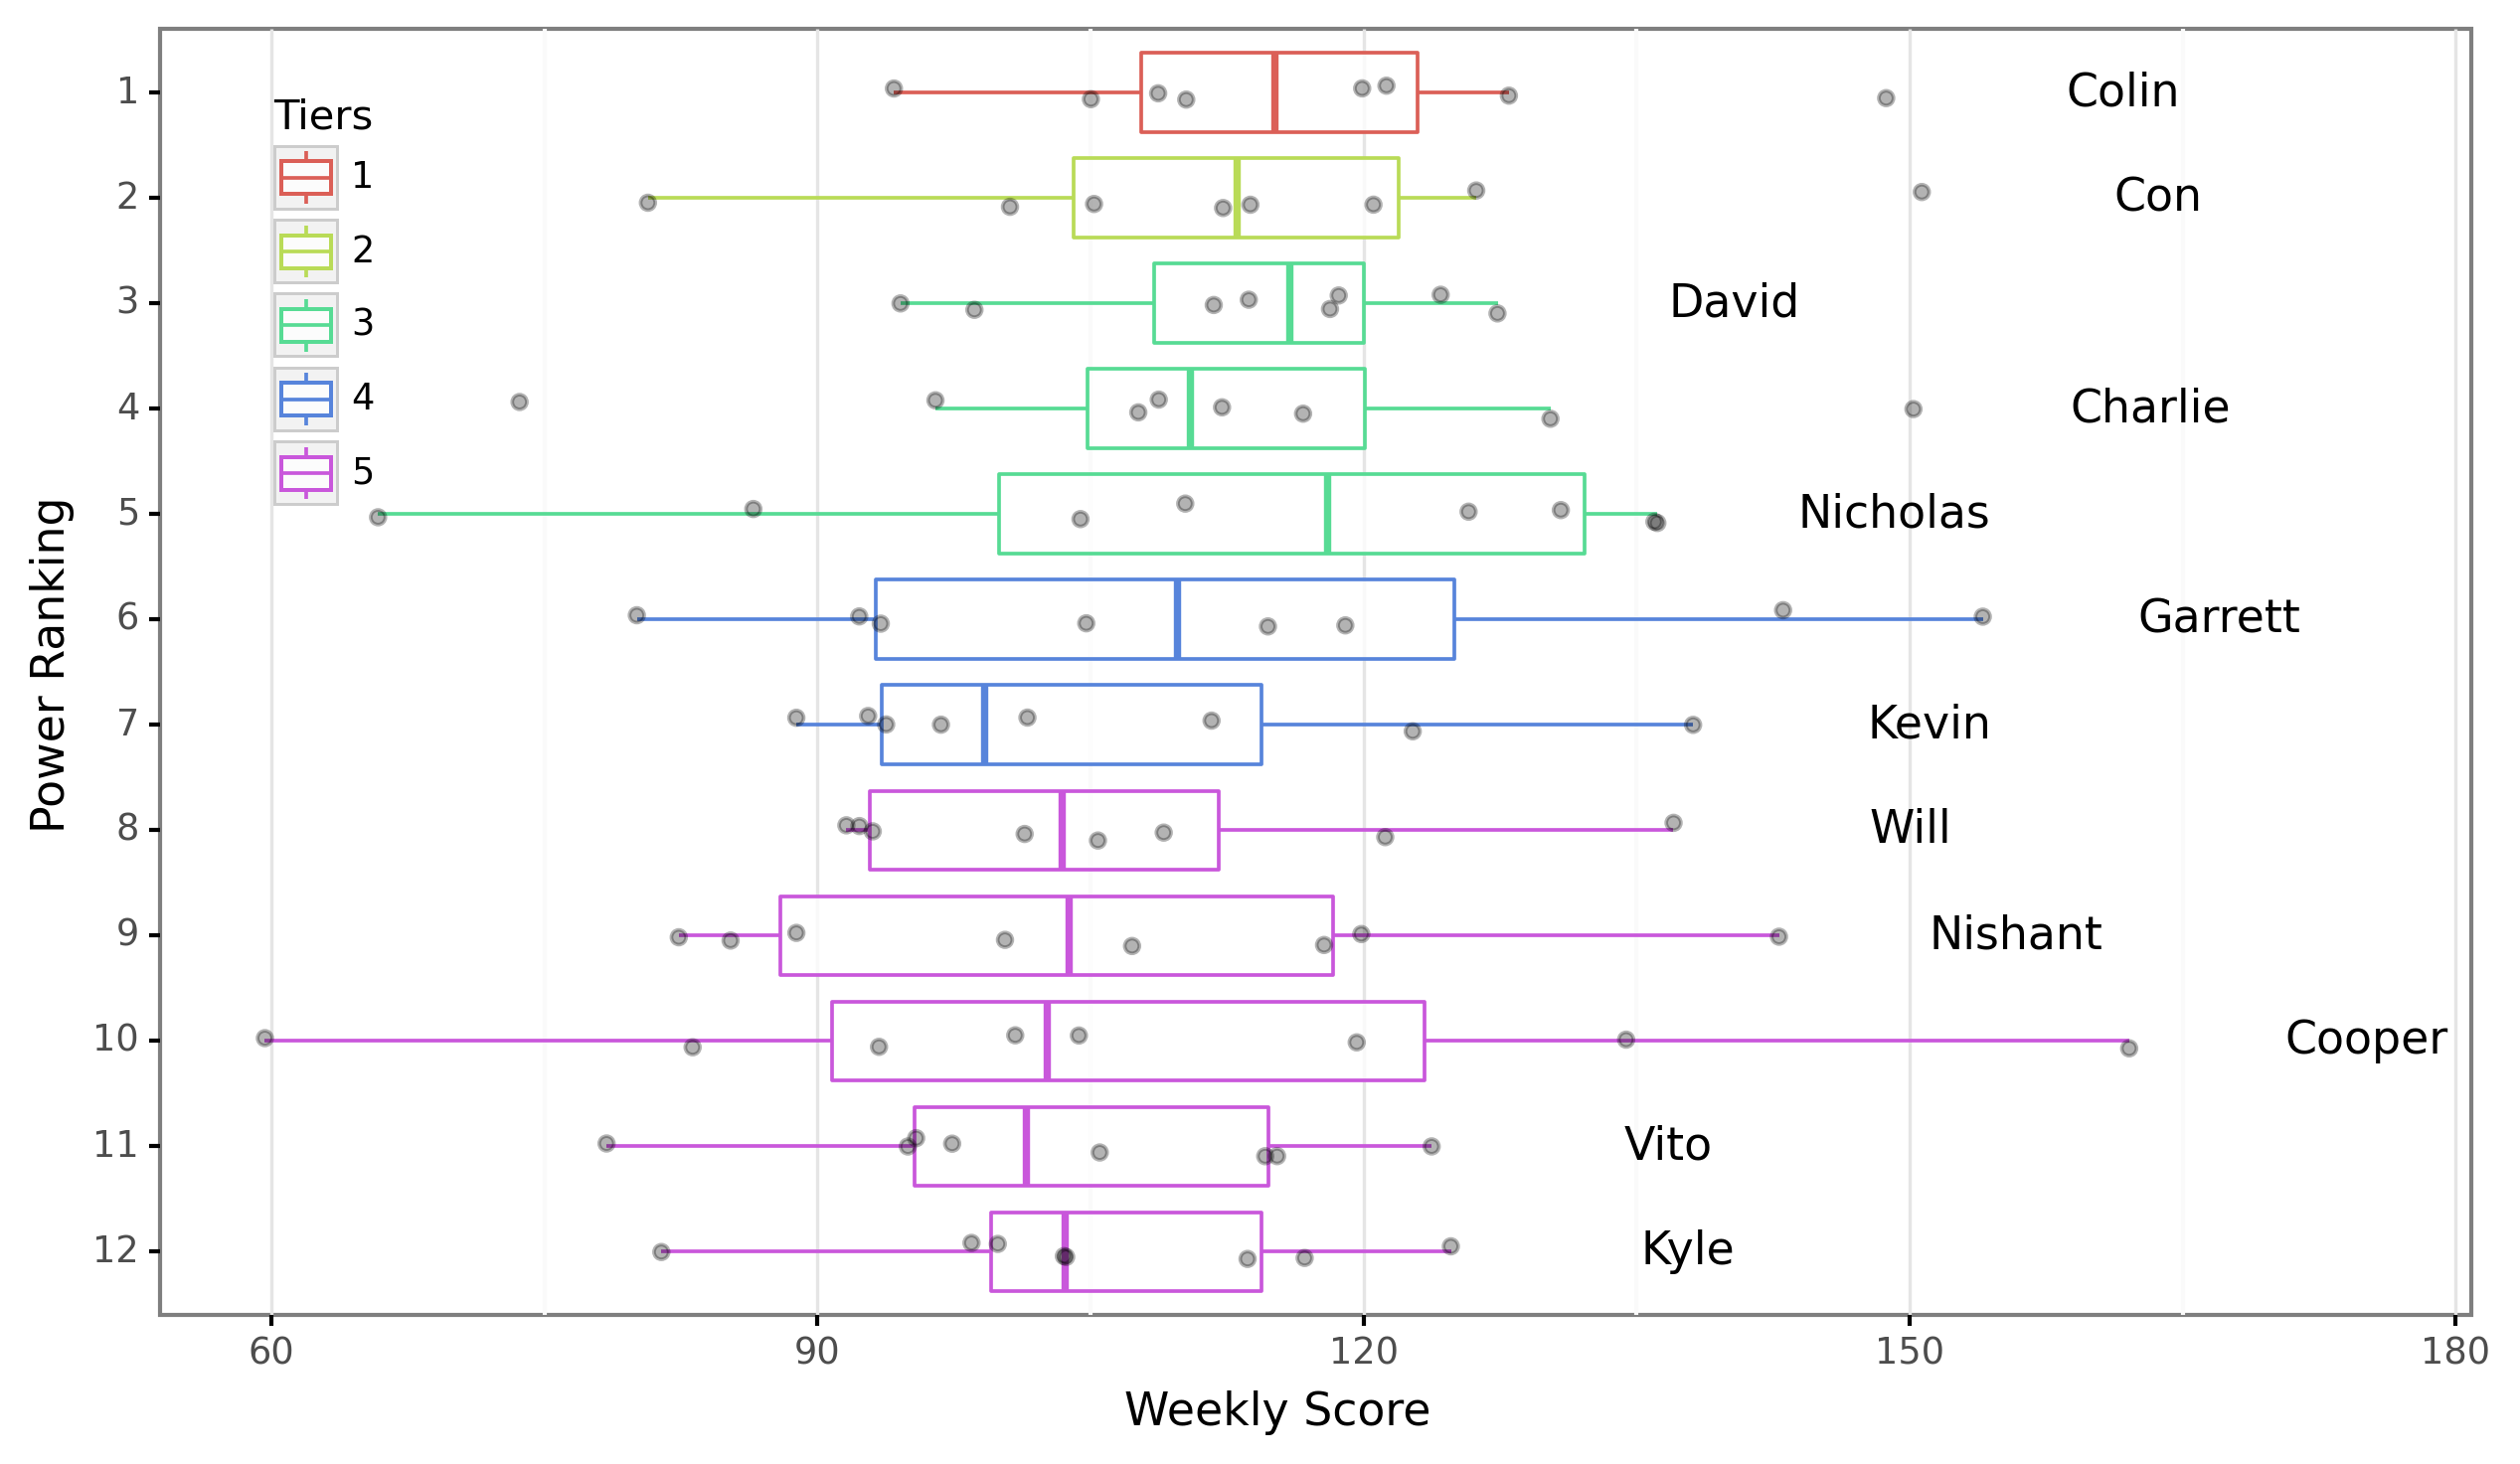 Tiers
1
2
3
4
5
Power Ranking
1 Colin
2 Con
3 David
4 Charlie
5 Nicholas
6 Garrett
7 Kevin
8 Will
9 Nishant
10 Cooper
11 Vito
12 Kyle
60 90 120 150 180
Weekly Score